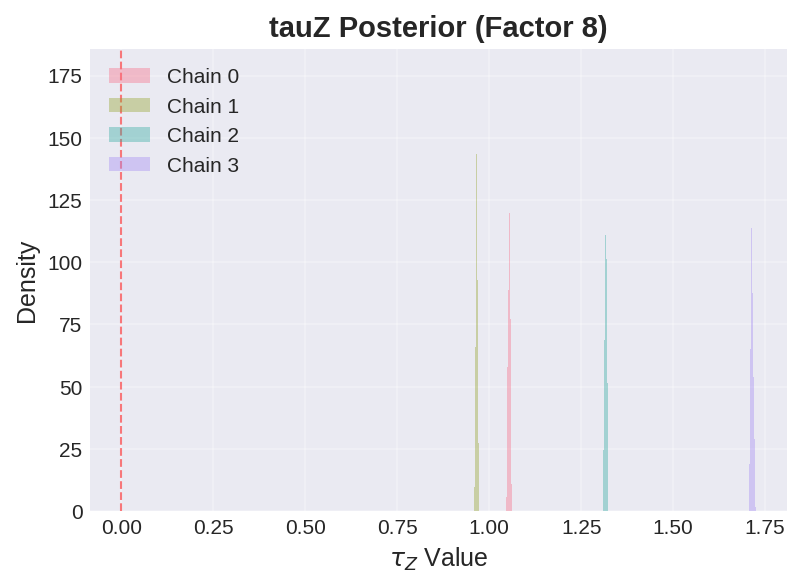 tauZ Posterior (Factor 8)
175
150
125
100
75
50
25
0
Density
Chain 0
Chain 1
Chain 2
Chain 3
0.00 0.25 0.50 0.75 1.00 1.25 1.50 1.75
τZ Value